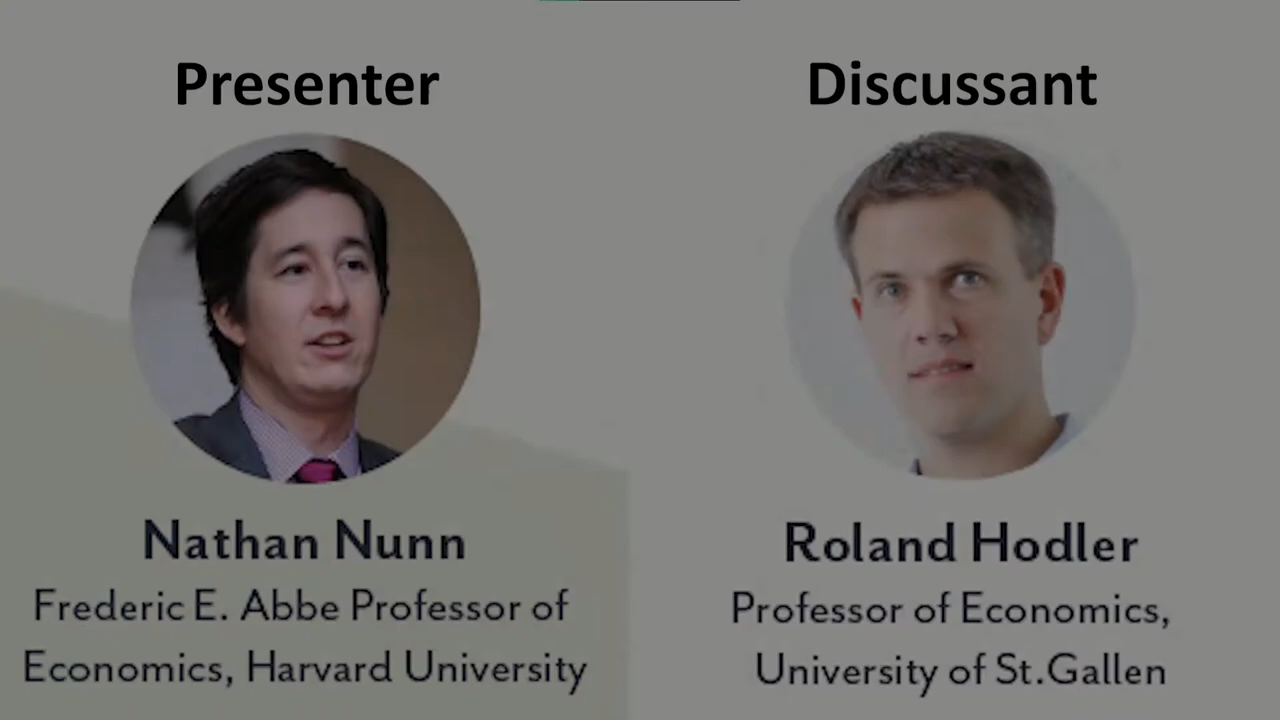 Presenter
Nathan Nunn
Frederic E. Abbe Professor of
Economics, Harvard University
Discussant
Roland Hodler
Professor of Economics,
University of St.Gallen